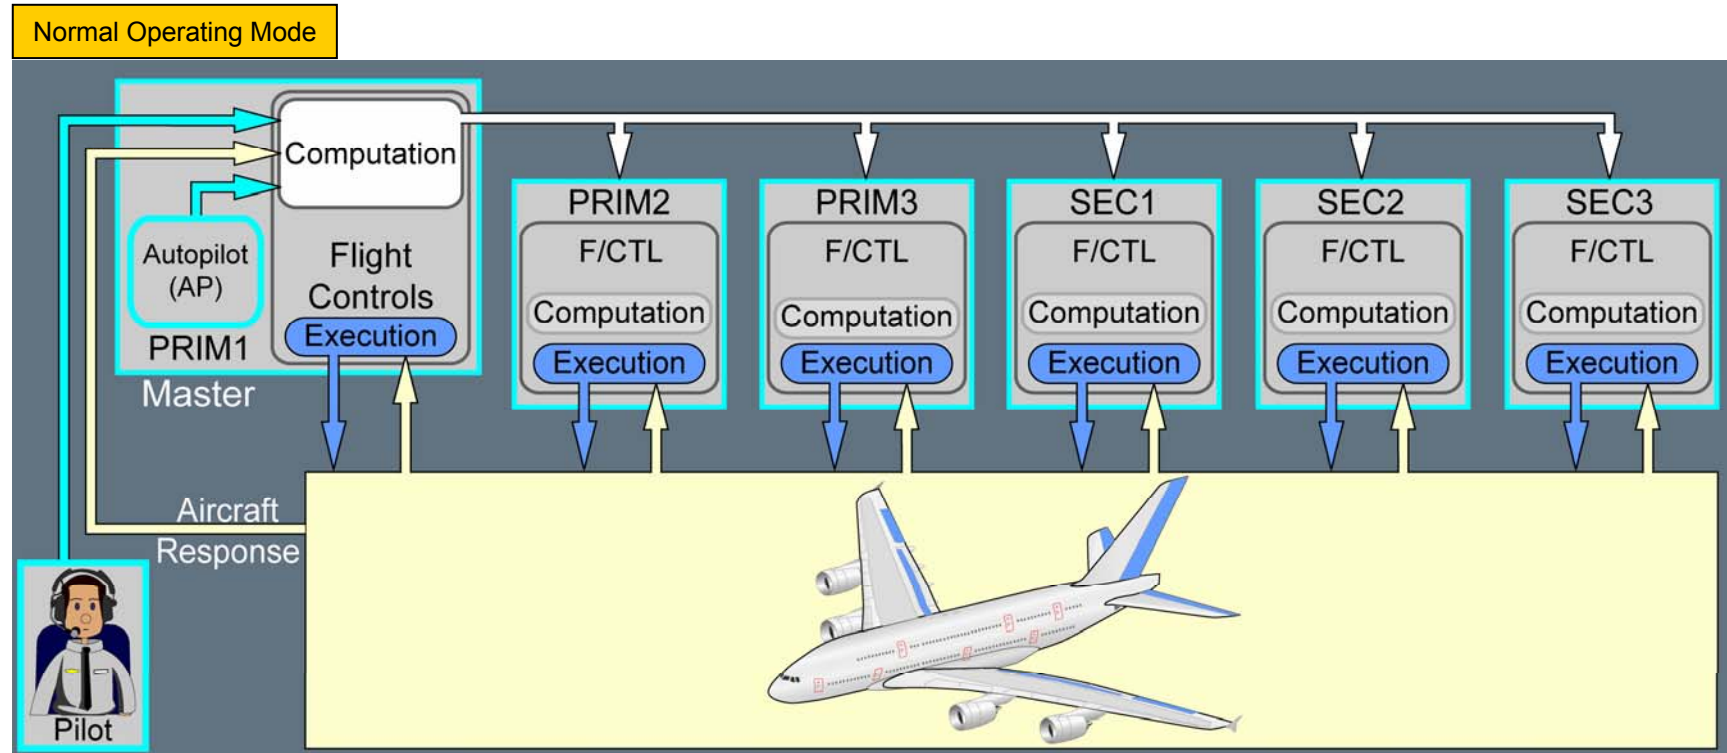 Normal Operating Mode
Computation
Autopilot
(AP)
PRIM1
Flight
Controls
Execution
Master
PRIM2
F/CTL
Computation
Execution
PRIM3
F/CTL
Computation
Execution
SEC1
F/CTL
Computation
Execution
SEC2
F/CTL
Computation
Execution
SEC3
F/CTL
Computation
Execution
Aircraft
Response
Pilot